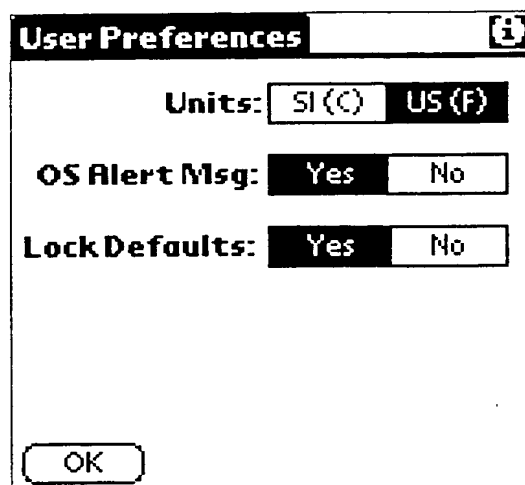 User Preferences i
Units: SI (C) US (F)
OS Alert Msg: Yes No
Lock Defaults: Yes No
OK